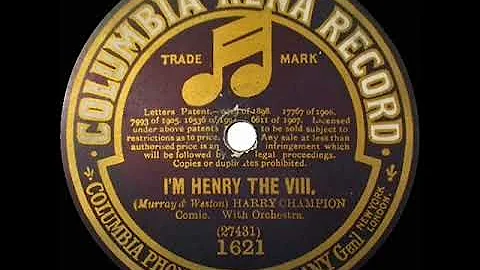 COLUMBIA-RENA RECORD
TRADE MARK
Letters Patent. of 1898. 17767 of 1906.
7993 of 1905. 16536 of 6611 of 1907. Licensed
under above patents to be sold subject to
restrictions as to price. Any sale at less than
authorised price is an infringement which
will be followed by legal proceedings.
Copies or duplicates prohibited.
I'M HENRY THE VIII.
(Murray & Weston) HARRY CHAMPION
Comic. With Orchestra.
(27431)
1621
COLUMBIA Genl NEW YORK
LONDON.